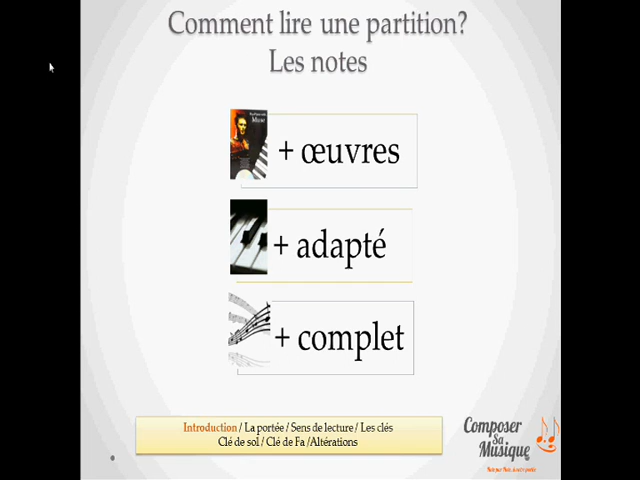 Comment lire une partition?
Les notes
Muse
+ œuvres
+ adapté
+ complet
Introduction / La portée / Sens de lecture / Les clés
Clé de sol / Clé de Fa /Altérations
Composer
Sa
Musique